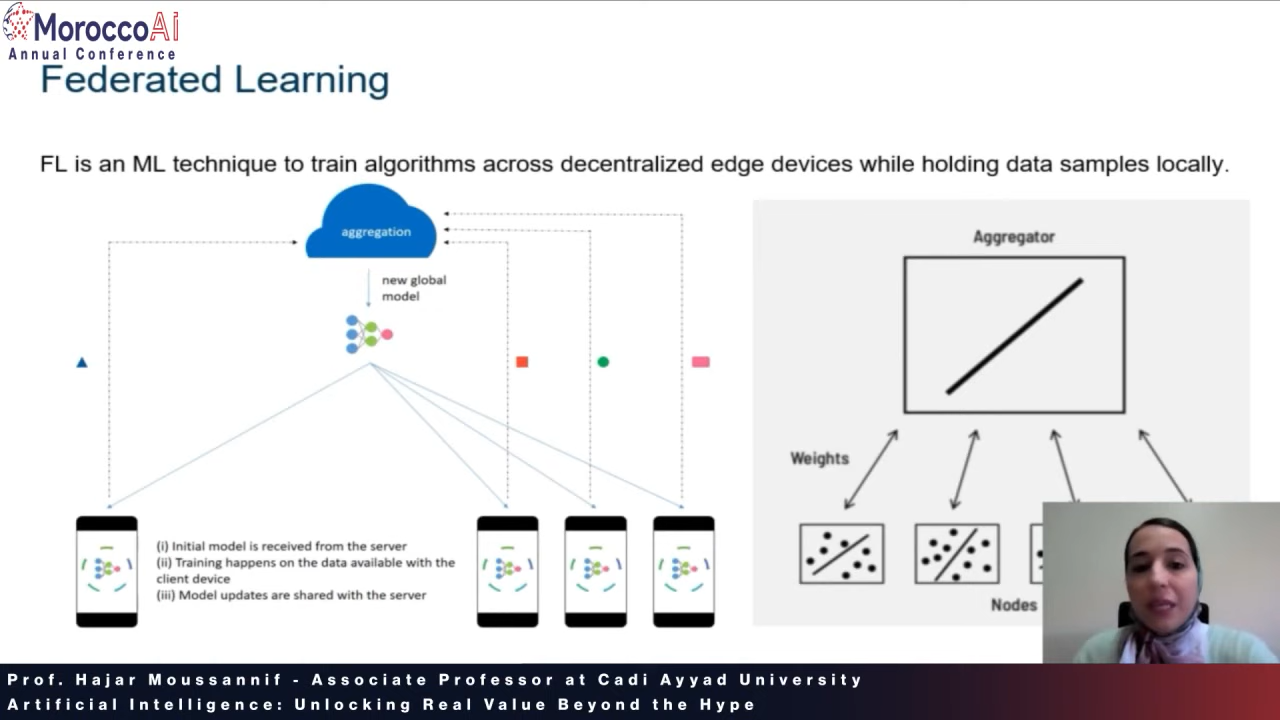 MoroccoAi
Annual Conference
Federated Learning
FL is an ML technique to train algorithms across decentralized edge devices while holding data samples locally.
aggregation
new global
model
(i) Initial model is received from the server
(ii) Training happens on the data available with the
client device
(iii) Model updates are shared with the server
Aggregator
Weights
Nodes
Prof. Hajar Moussannif - Associate Professor at Cadi Ayyad University
Artificial Intelligence: Unlocking Real Value Beyond the Hype